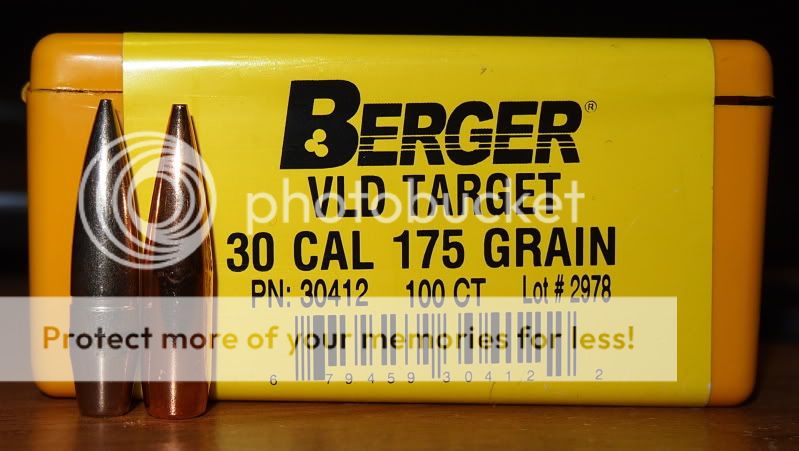 BERGER®
VLD TARGET
photobucket
30 CAL 175 GRAIN
PN: 30412 100 CT Lot # 2978
Protect more of your memories for less!
6 79459 30412 2